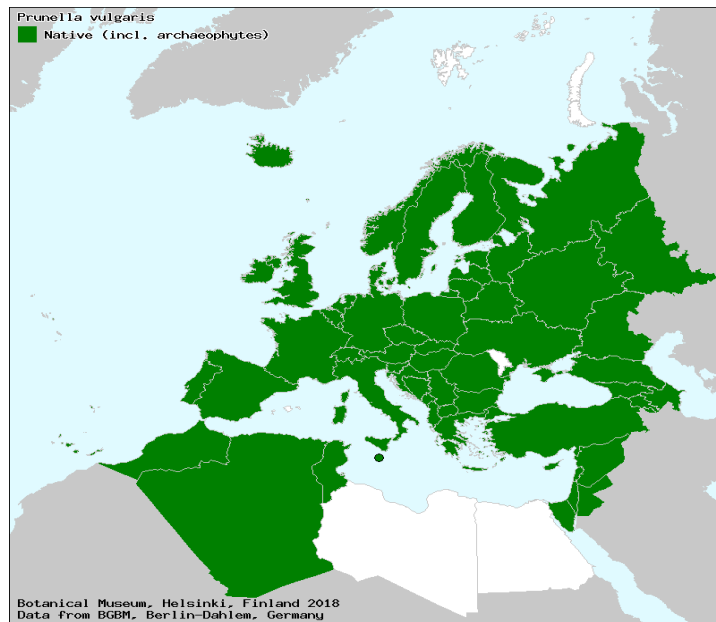 Prunella vulgaris
Native (incl. archaeophytes)
Botanical Museum, Helsinki, Finland 2018
Data from BGBM, Berlin-Dahlem, Germany